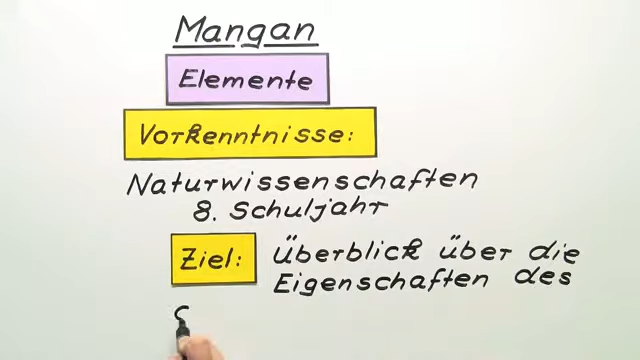 Mangan
Elemente
Vorkenntnisse:
Naturwissenschaften
8. Schuljahr
Ziel: Überblick über die
Eigenschaften des